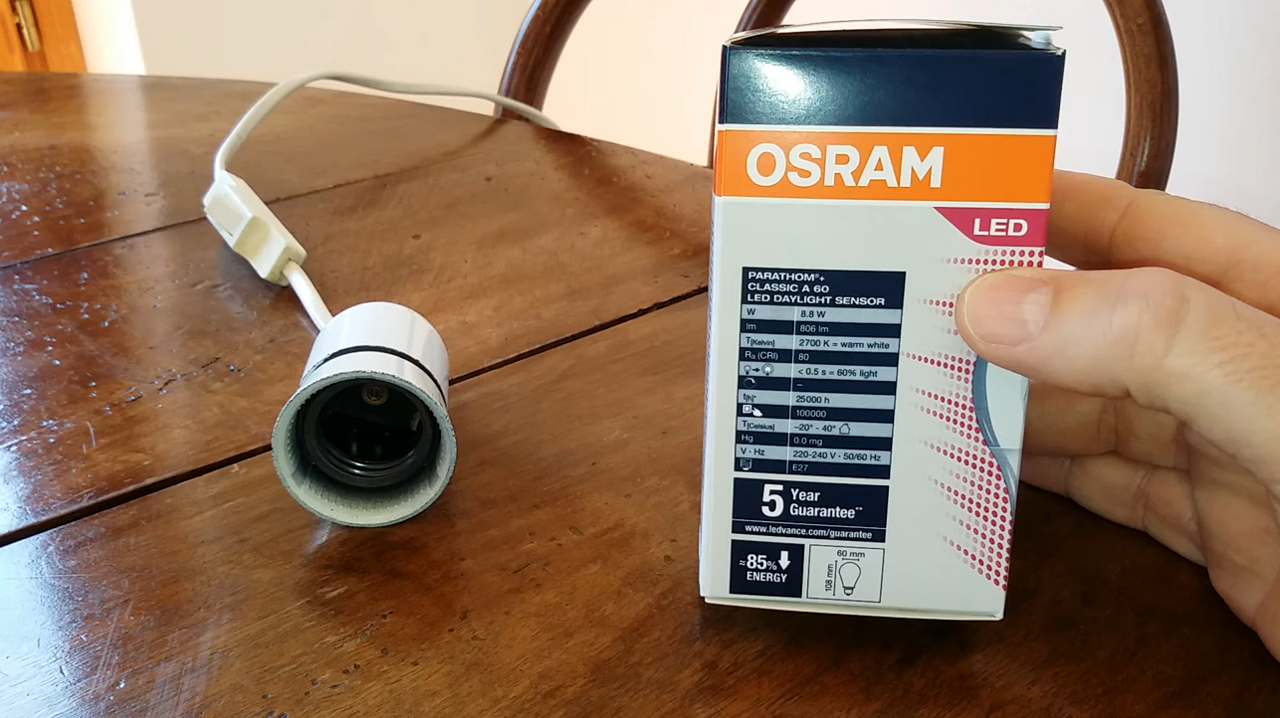 OSRAM
LED
PARATHOM®+
CLASSIC A 60
LED DAYLIGHT SENSOR
W 8.8 W
lm 806 lm
T[Kelvin] 2700 K = warm white
Ra (CRI) 80
< 0.5 s = 60% light
–
t[h]* 25000 h
100000
T[Celsius] –20° - 40°
Hg 0.0 mg
V - Hz 220-240 V - 50/60 Hz
E27
5 Year
Guarantee**
www.ledvance.com/guarantee
≈85%
ENERGY
60 mm
108 mm